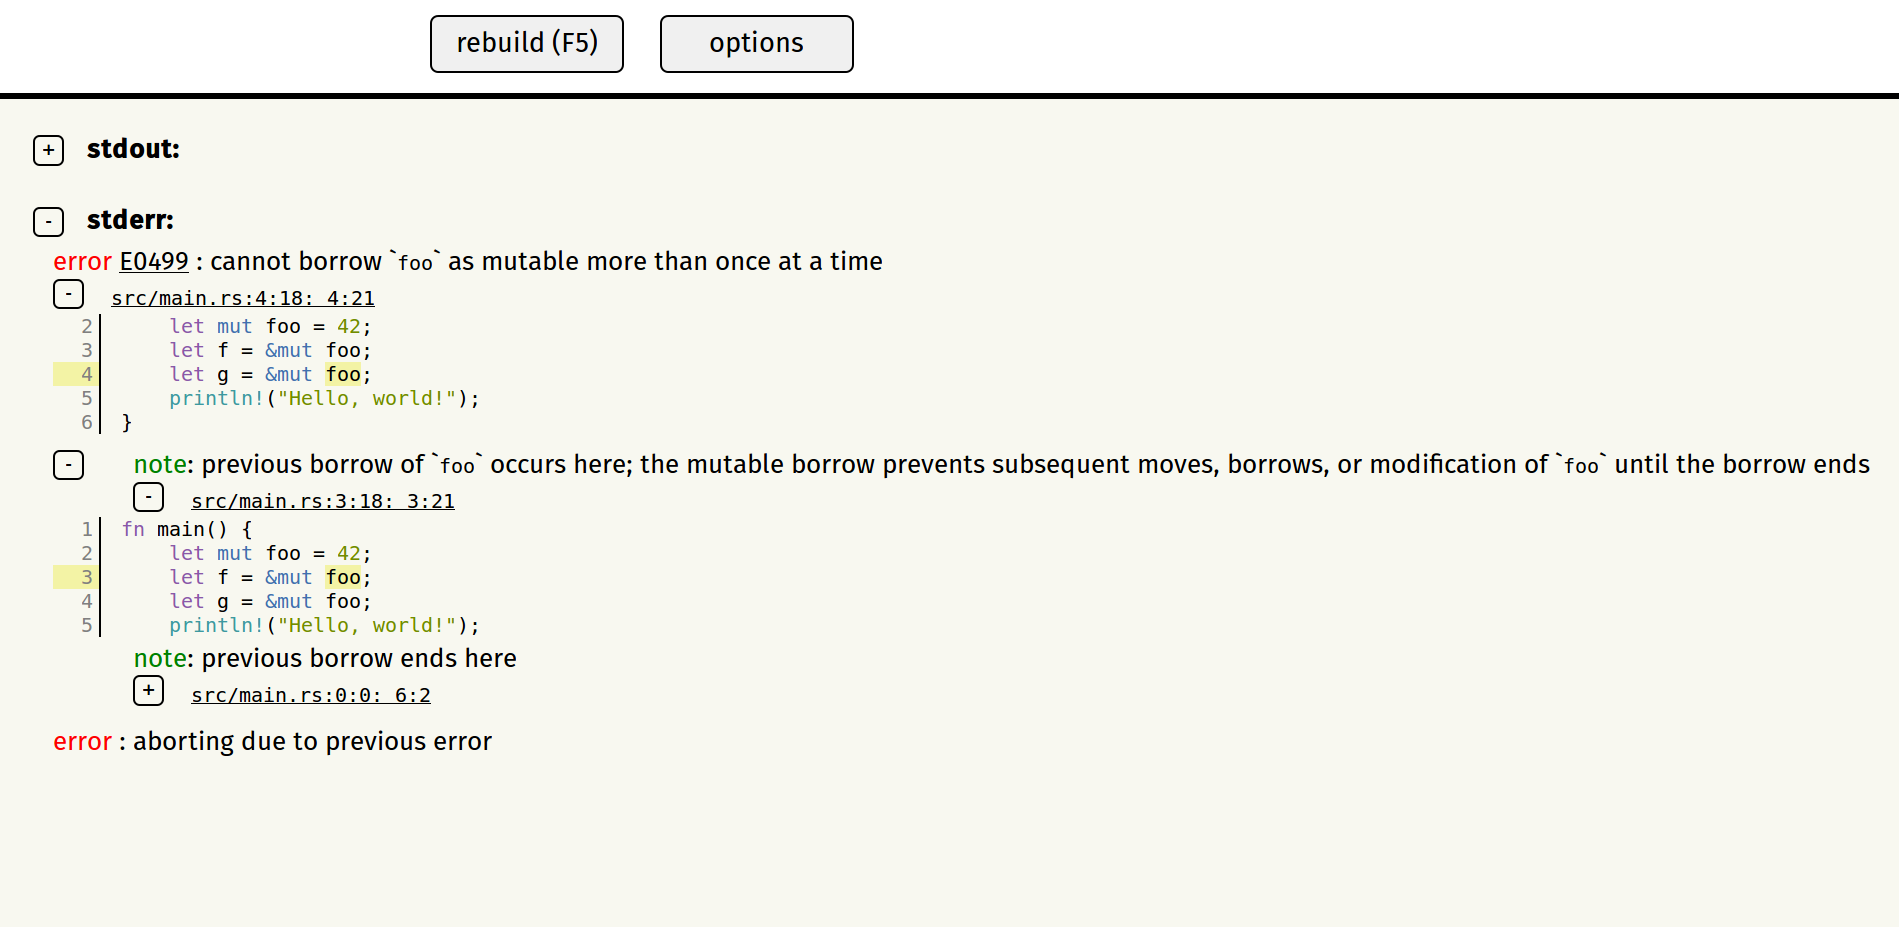 rebuild (F5) options
+ stdout:
- stderr:
error E0499 : cannot borrow `foo` as mutable more than once at a time
- src/main.rs:4:18: 4:21
2     let mut foo = 42;
3     let f = &mut foo;
4     let g = &mut foo;
5     println!("Hello, world!");
6 }
- note: previous borrow of `foo` occurs here; the mutable borrow prevents subsequent moves, borrows, or modification of `foo` until the borrow ends
- src/main.rs:3:18: 3:21
1 fn main() {
2     let mut foo = 42;
3     let f = &mut foo;
4     let g = &mut foo;
5     println!("Hello, world!");
note: previous borrow ends here
+ src/main.rs:0:0: 6:2
error : aborting due to previous error